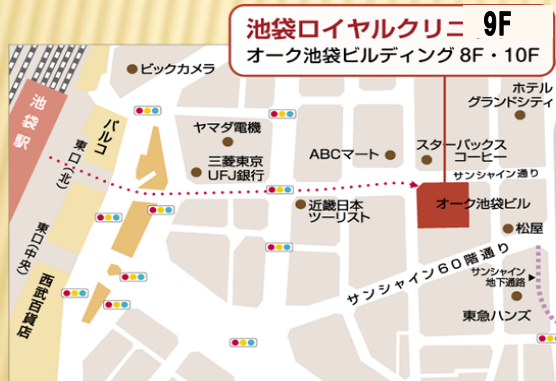 池袋ロイヤルクリニ
9F
オーク池袋ビルディング 8F・10F
ビックカメラ
ホテル
グランドシティ
池袋駅
パルコ
ヤマダ電機
東口(北)
三菱東京
UFJ銀行
ABCマート
スターバックス
コーヒー
サンシャイン通り
近畿日本
ツーリスト
オーク池袋ビル
松屋
東口(中央)
サンシャイン60階通り
サンシャイン
地下通路
西武百貨店
東急ハンズ